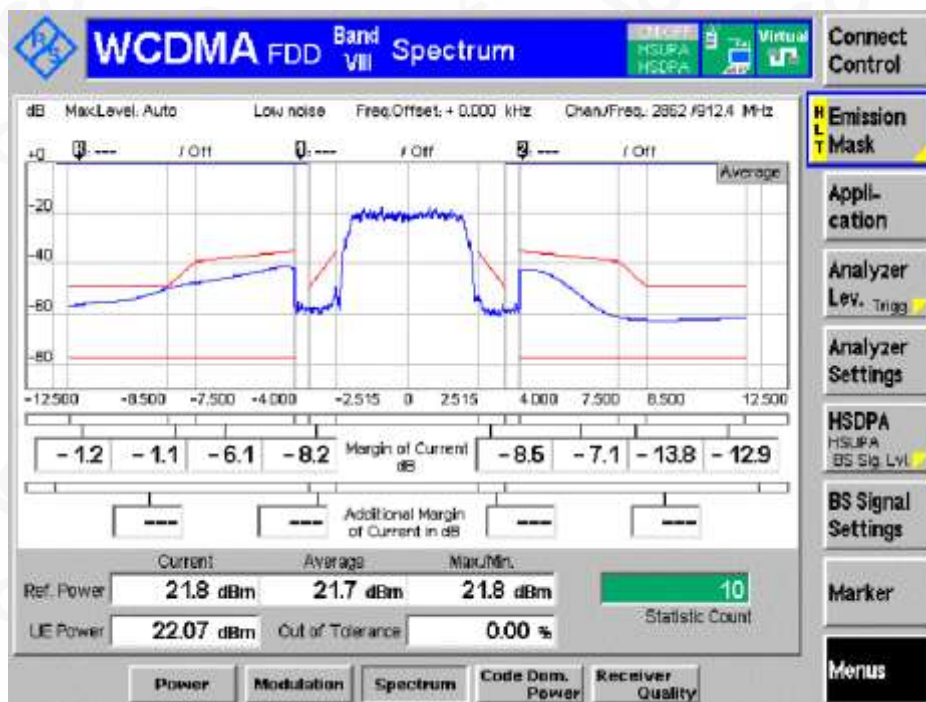 R S
WCDMA FDD Band VIII Spectrum
HSUPA
HSDPA
Virtual
Connect Control
dB Max.Level: Auto Low noise Freq.Offset: + 0.000 kHz Chan./Freq.: 2862 /912.4 MHz
HLT
Emission Mask
+0 --- / Off 1: --- / Off 2: --- / Off
Average
Appli-
cation
-20
-40
-60
-80
-12.500 -8.500 -7.500 -4.000 -2.515 0 2.515 4.000 7.500 8.500 12.500
Analyzer
Lev. Trigg
Analyzer
Settings
-1.2 -1.1 -6.1 -8.2 Margin of Current dB -8.5 -7.1 -13.8 -12.9
HSDPA
HSUPA
BS Sig. Lvl.
--- --- Additional Margin of Current in dB --- ---
BS Signal
Settings
Current Average Max./Min.
Ref. Power 21.8 dBm 21.7 dBm 21.8 dBm 10
Statistic Count
UE Power 22.07 dBm Out of Tolerance 0.00 %
Marker
Power Modulation Spectrum Code Dom. Power Receiver Quality
Menus